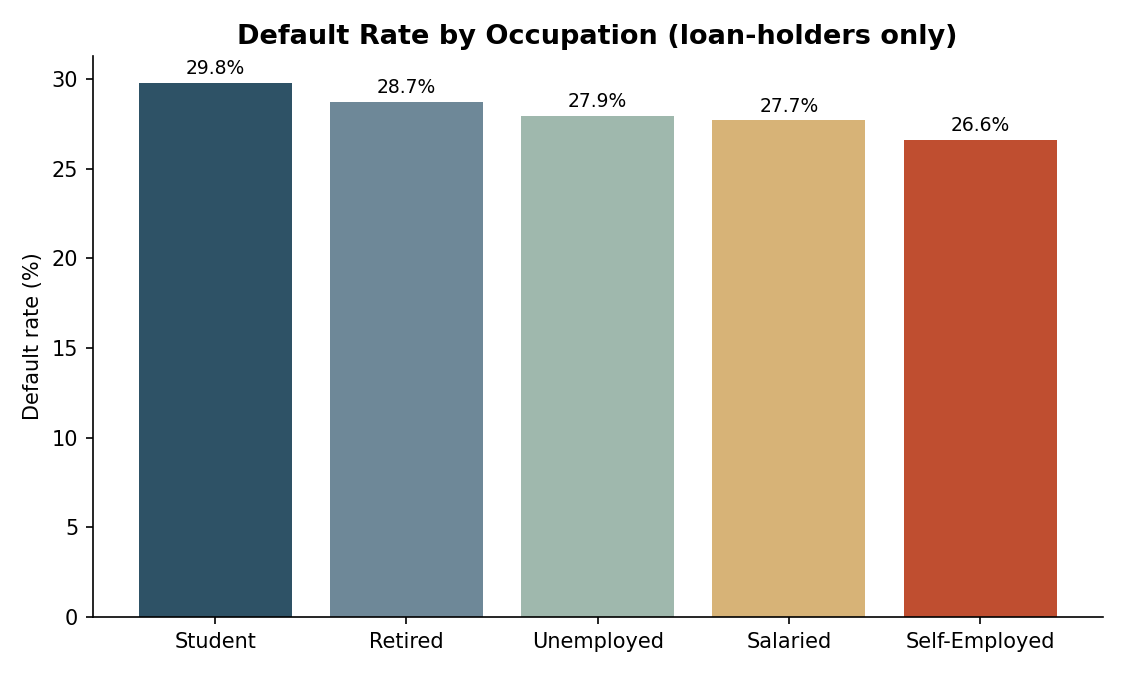 Default Rate by Occupation (loan-holders only)
29.8%
28.7%
27.9%
27.7%
26.6%
30
25
20
15
10
5
0
Default rate (%)
Student
Retired
Unemployed
Salaried
Self-Employed